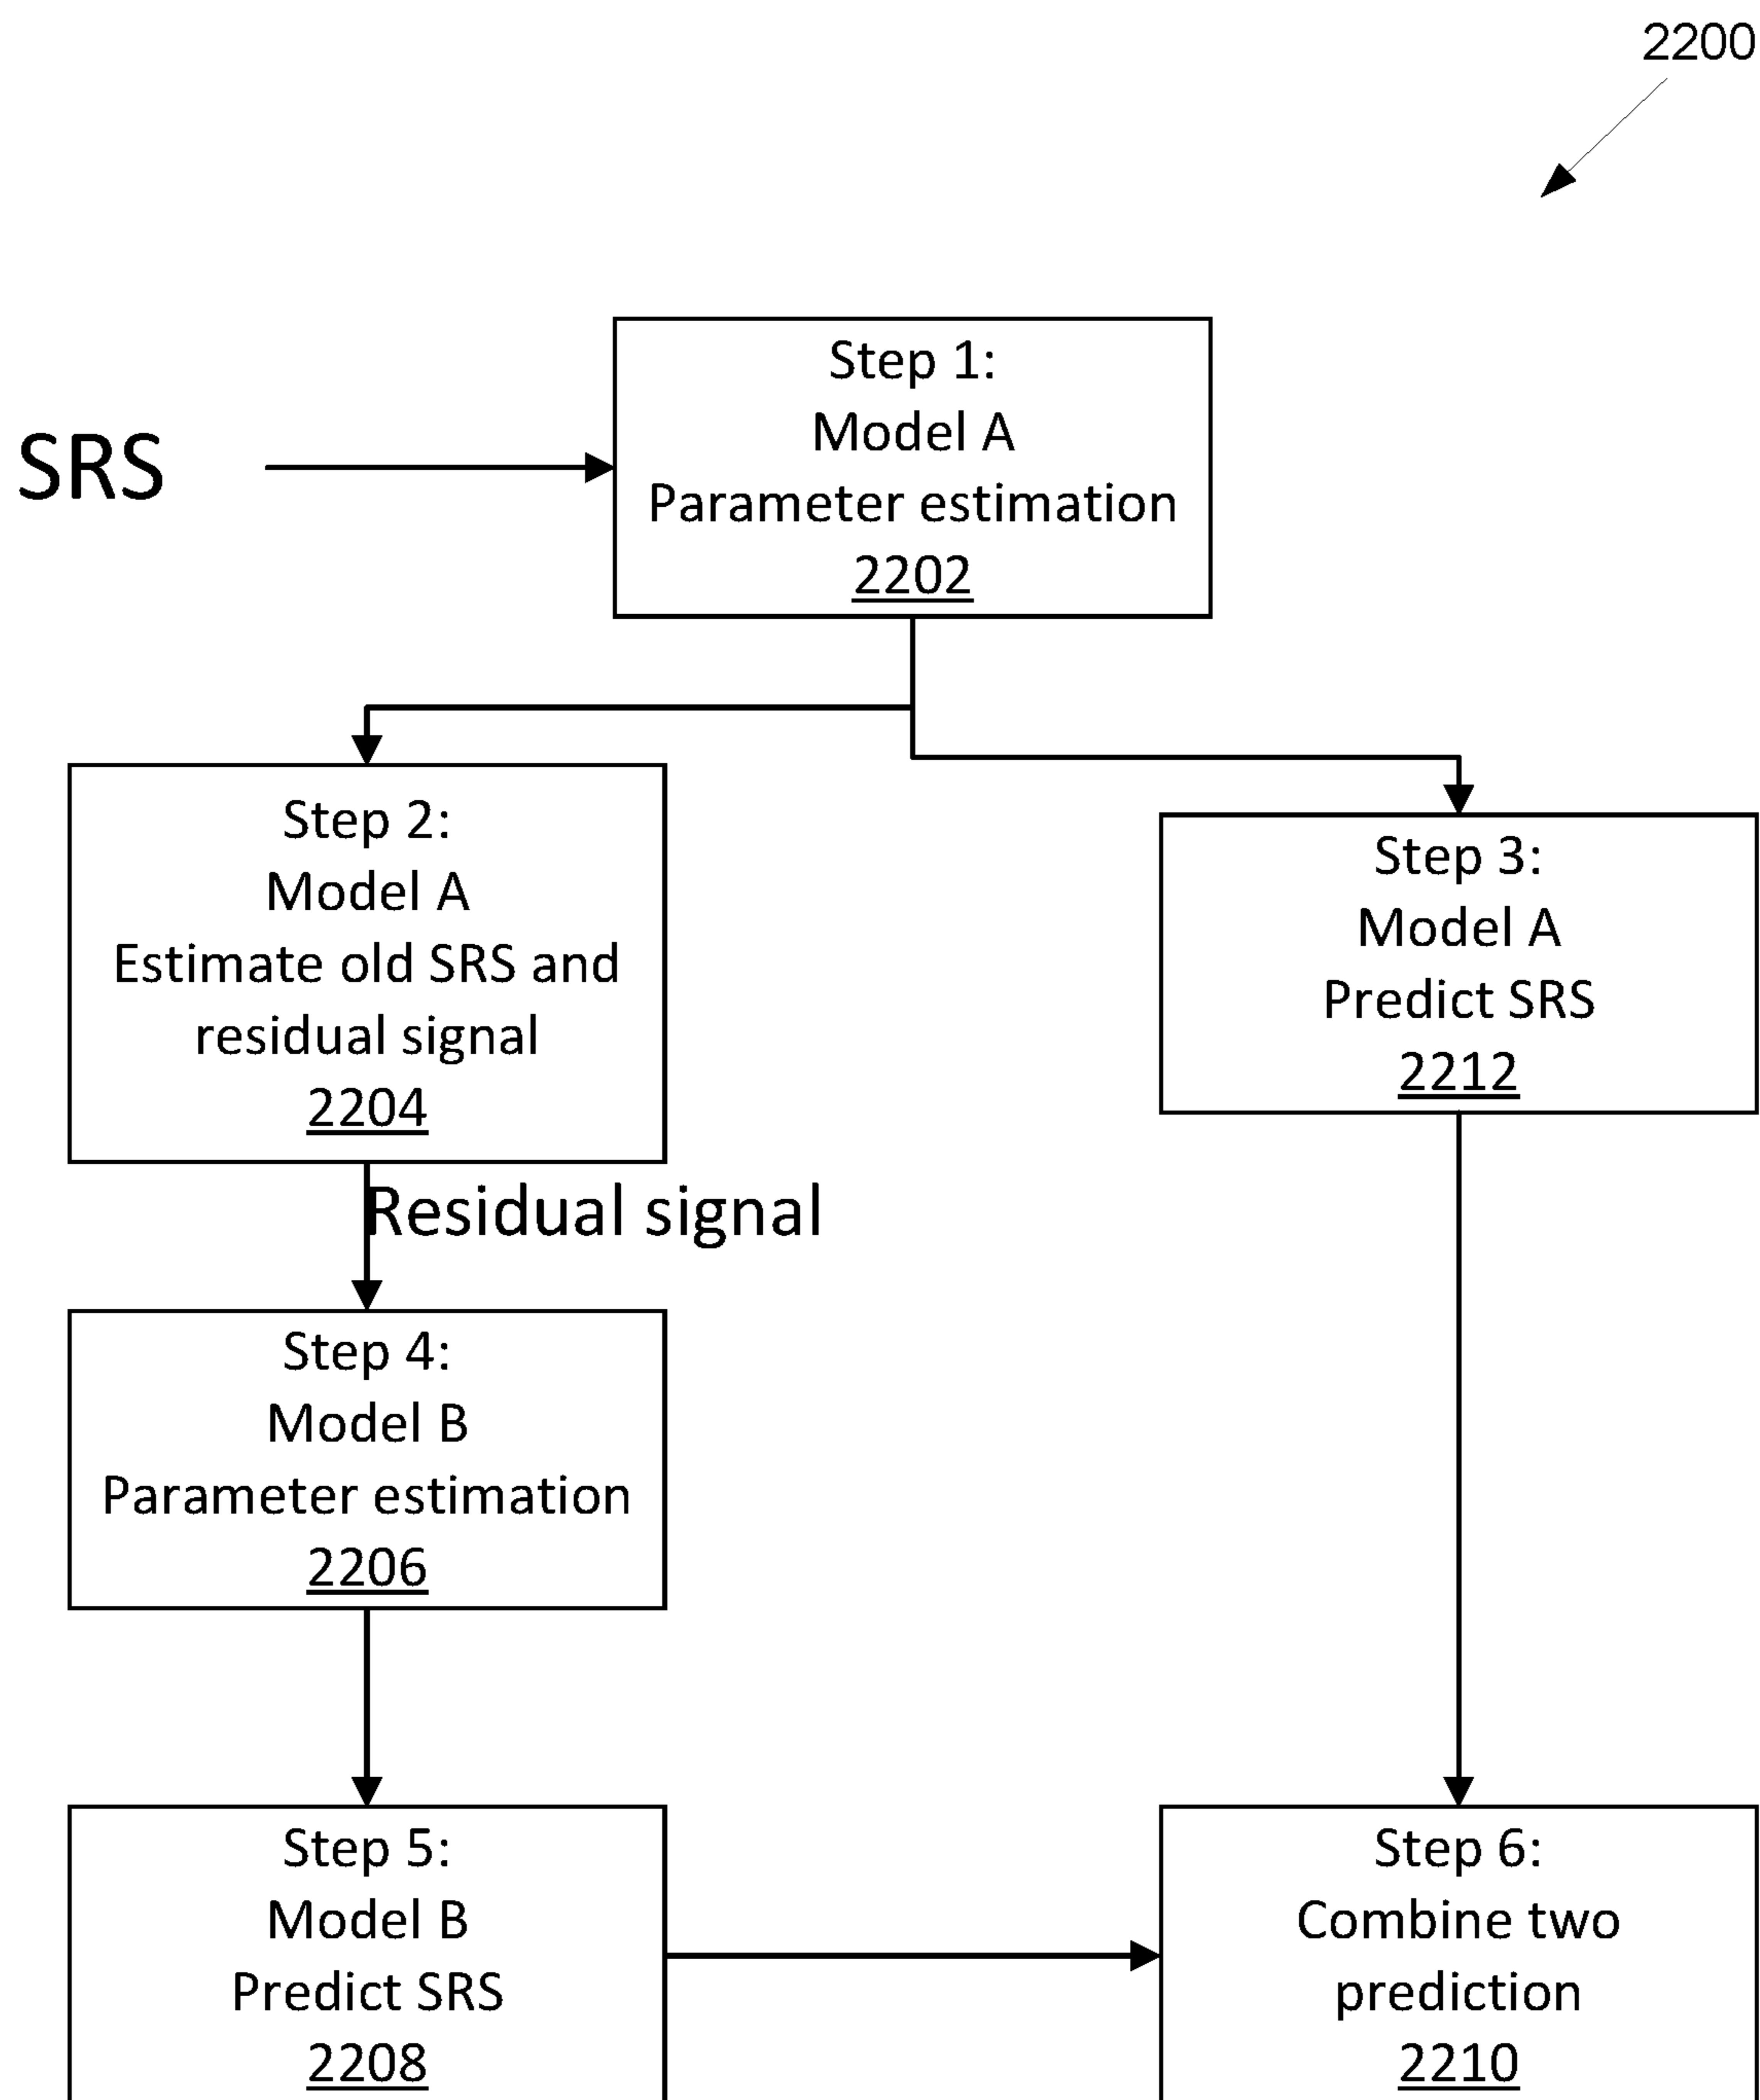 2200
SRS
Step 1:
Model A
Parameter estimation
2202
Step 2:
Model A
Estimate old SRS and
residual signal
2204
Step 3:
Model A
Predict SRS
2212
Residual signal
Step 4:
Model B
Parameter estimation
2206
Step 5:
Model B
Predict SRS
2208
Step 6:
Combine two
prediction
2210